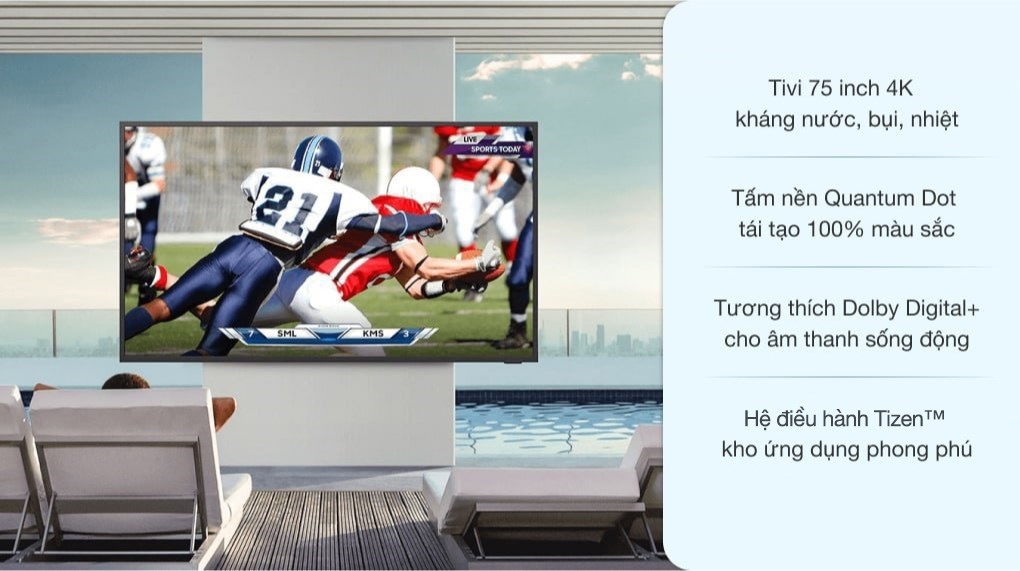 LIVE
SPORTS TODAY
21
7 SML KMS 3
Tivi 75 inch 4K
kháng nước, bụi, nhiệt
Tấm nền Quantum Dot
tái tạo 100% màu sắc
Tương thích Dolby Digital+
cho âm thanh sống động
Hệ điều hành Tizen™
kho ứng dụng phong phú